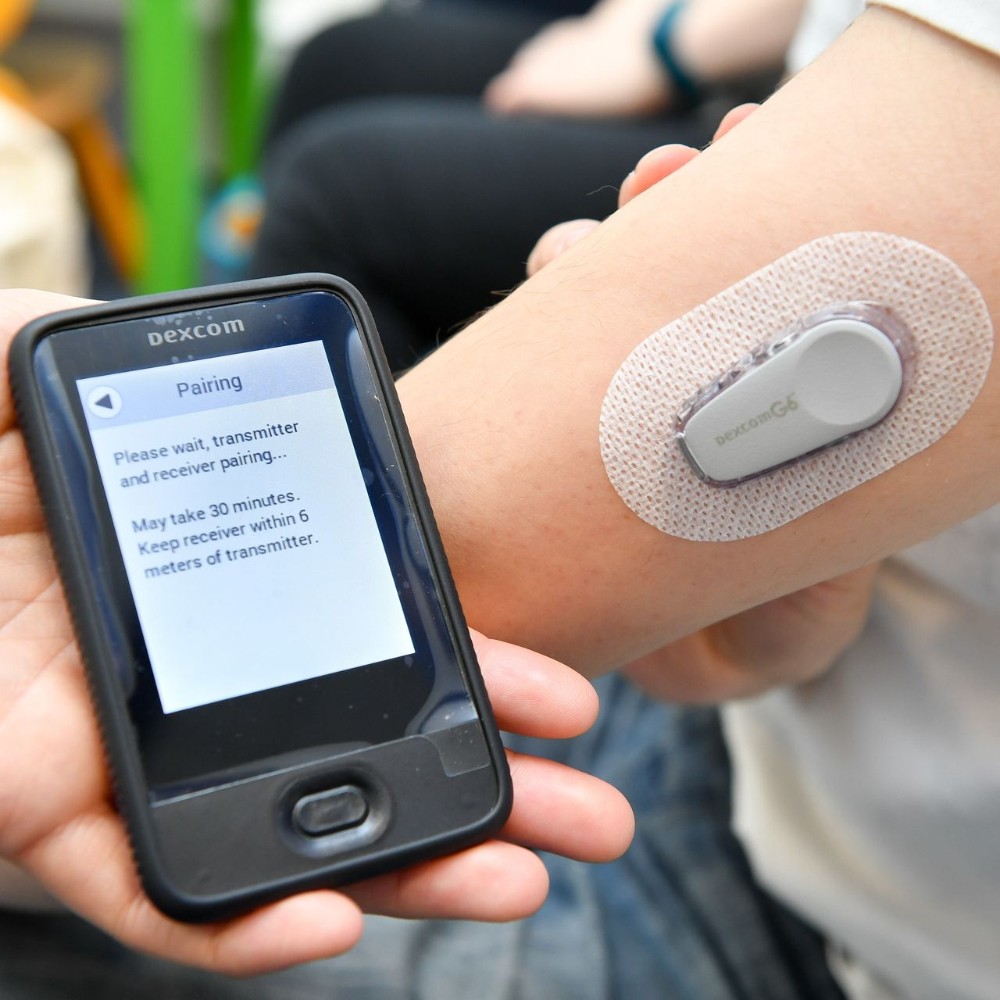 Dexcom
Pairing
Please wait, transmitter
and receiver pairing...
May take 30 minutes.
Keep receiver within 6
meters of transmitter.
Dexcom G6